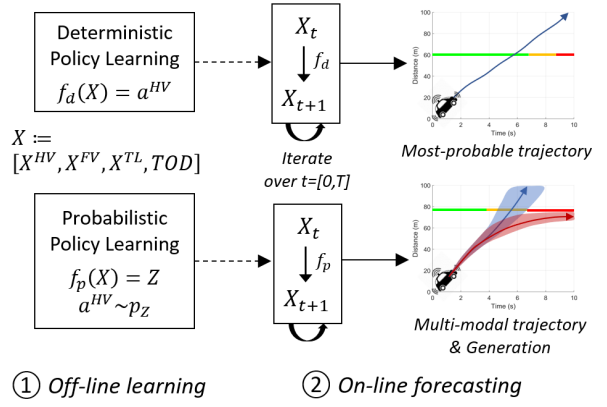 Deterministic
Policy Learning
f_d(X) = a^{HV}
X_t
f_d
X_{t+1}
Iterate
over t=[0,T]
Distance (m)
100
80
60
40
20
0
0 2 4 6 8 10
Time (s)
Most-probable trajectory
X ≔
[X^{HV}, X^{FV}, X^{TL}, TOD]
Probabilistic
Policy Learning
f_p(X) = Z
a^{HV}~p_Z
X_t
f_p
X_{t+1}
Distance (m)
100
80
60
40
20
0
0 2 4 6 8 10
Time (s)
Multi-modal trajectory
& Generation
① Off-line learning
② On-line forecasting